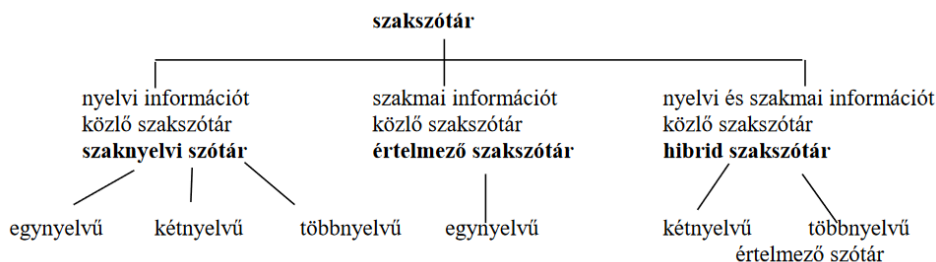 szakszótár
nyelvi információt
közlő szakszótár
szaknyelvi szótár
szakmai információt
közlő szakszótár
értelmező szakszótár
nyelvi és szakmai információt
közlő szakszótár
hibrid szakszótár
egynyelvű
kétnyelvű
többnyelvű
egynyelvű
kétnyelvű
többnyelvű
értelmező szótár